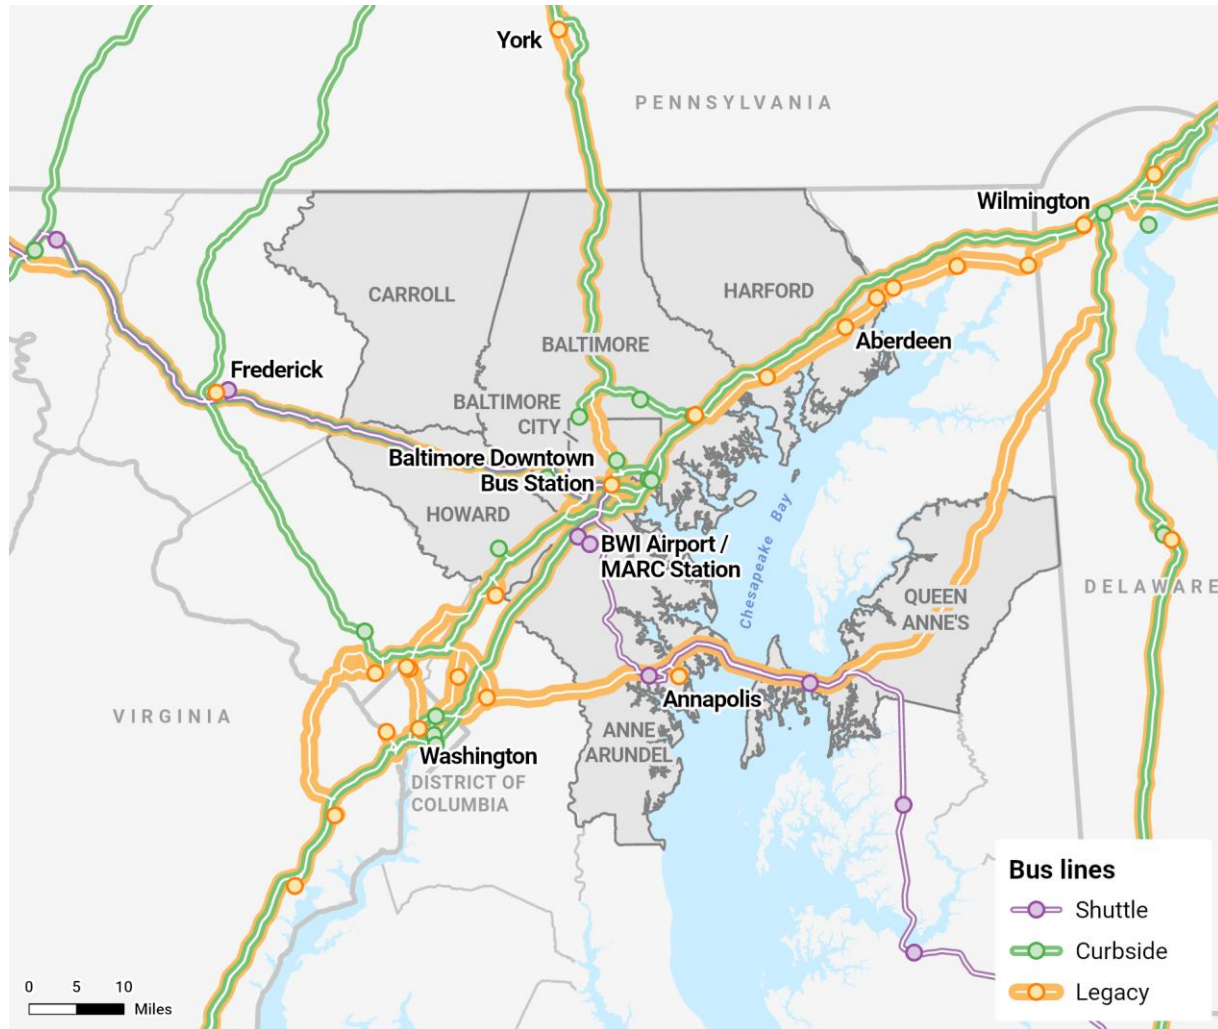 York
PENNSYLVANIA
Wilmington
CARROLL
HARFORD
BALTIMORE
Aberdeen
Frederick
BALTIMORE
CITY
Baltimore Downtown
Bus Station
HOWARD
BWI Airport /
MARC Station
Chesapeake Bay
QUEEN
ANNE'S
DELAWARE
Annapolis
VIRGINIA
ANNE
ARUNDEL
Washington
DISTRICT OF
COLUMBIA
Bus lines
Shuttle
Curbside
Legacy
0 5 10
Miles